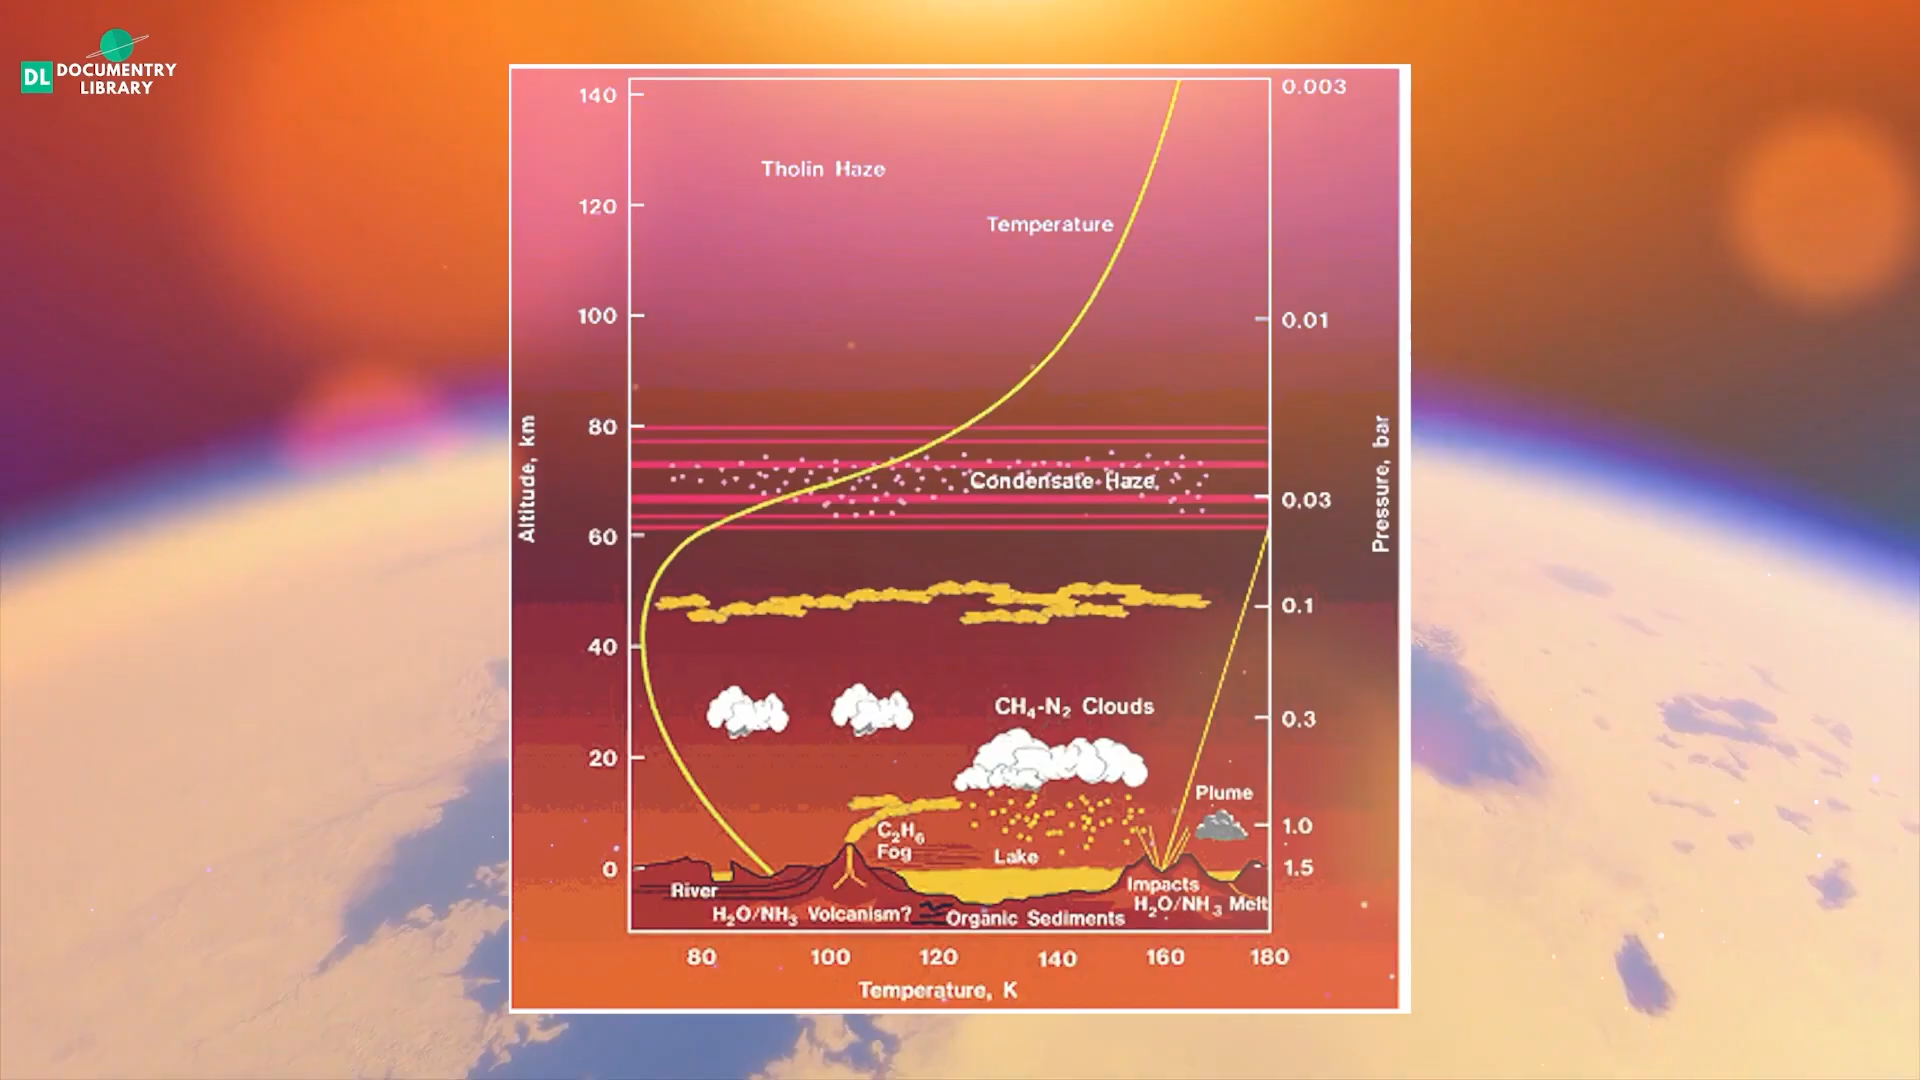 DL DOCUMENTRY
LIBRARY
140
0.003
Tholin Haze
120
Temperature
100
0.01
80
Condensate Haze
0.03
Altitude, km
Pressure, bar
60
0.1
40
CH₄-N₂ Clouds
0.3
20
Plume
C₂H₆
Fog
1.0
Lake
0
1.5
River
Impacts
H₂O/NH₃ Melt
H₂O/NH₃ Volcanism?
Organic Sediments
80 100 120 140 160 180
Temperature, K